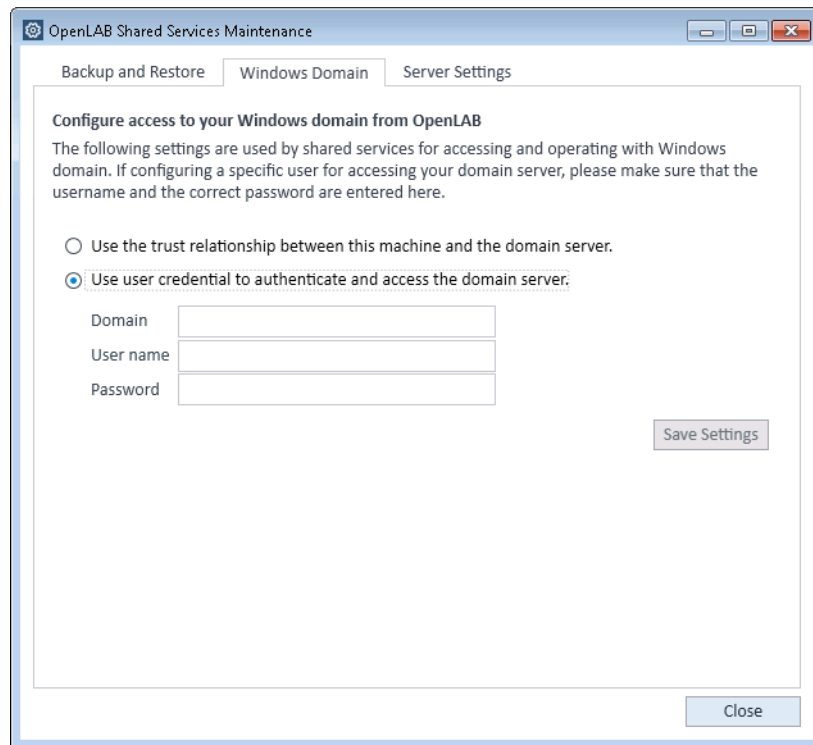 OpenLAB Shared Services Maintenance
Backup and Restore Windows Domain Server Settings
Configure access to your Windows domain from OpenLAB
The following settings are used by shared services for accessing and operating with Windows
domain. If configuring a specific user for accessing your domain server, please make sure that the
username and the correct password are entered here.
Use the trust relationship between this machine and the domain server.
Use user credential to authenticate and access the domain server.
Domain
User name
Password
Save Settings
Close